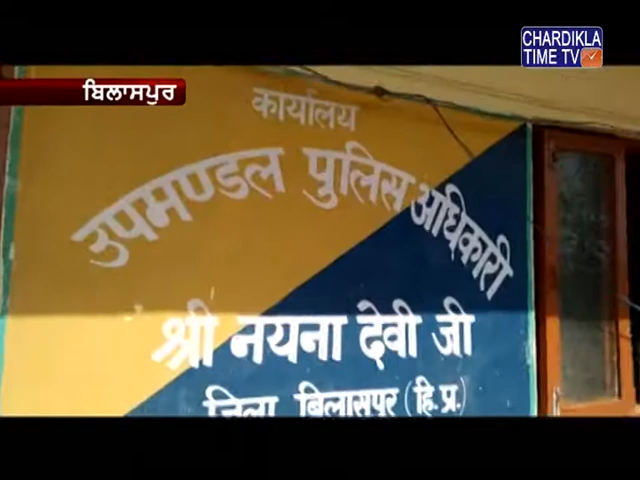 CHARDIKLA
TIME TV
ਬਿਲਾਸਪੁਰ
कार्यालय
उपमण्डल पुलिस अधिकारी
श्री नयना देवी जी
जिला बिलासपुर (हि.प्र.)